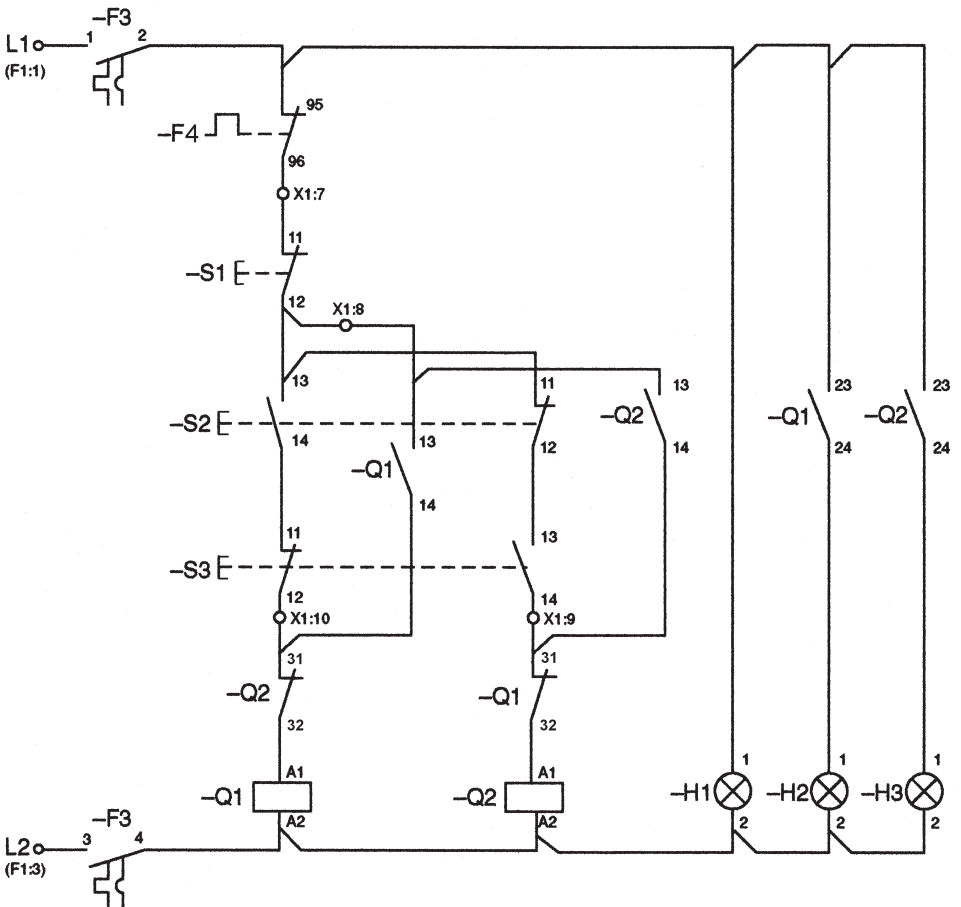 –F3
L1 1 2
(F1:1)
95
–F4
96
X1:7
11
–S1
12 X1:8
13 11 13
–S2 –Q2
14 13 12 14
–Q1
14
23 23
–Q1 –Q2
24 24
11 13
–S3
12 14
X1:10 X1:9
31 31
–Q2 –Q1
32 32
A1 A1 1 1 1
–Q1 –Q2 –H1 –H2 –H3
A2 A2 2 2 2
–F3
L2 3 4
(F1:3)